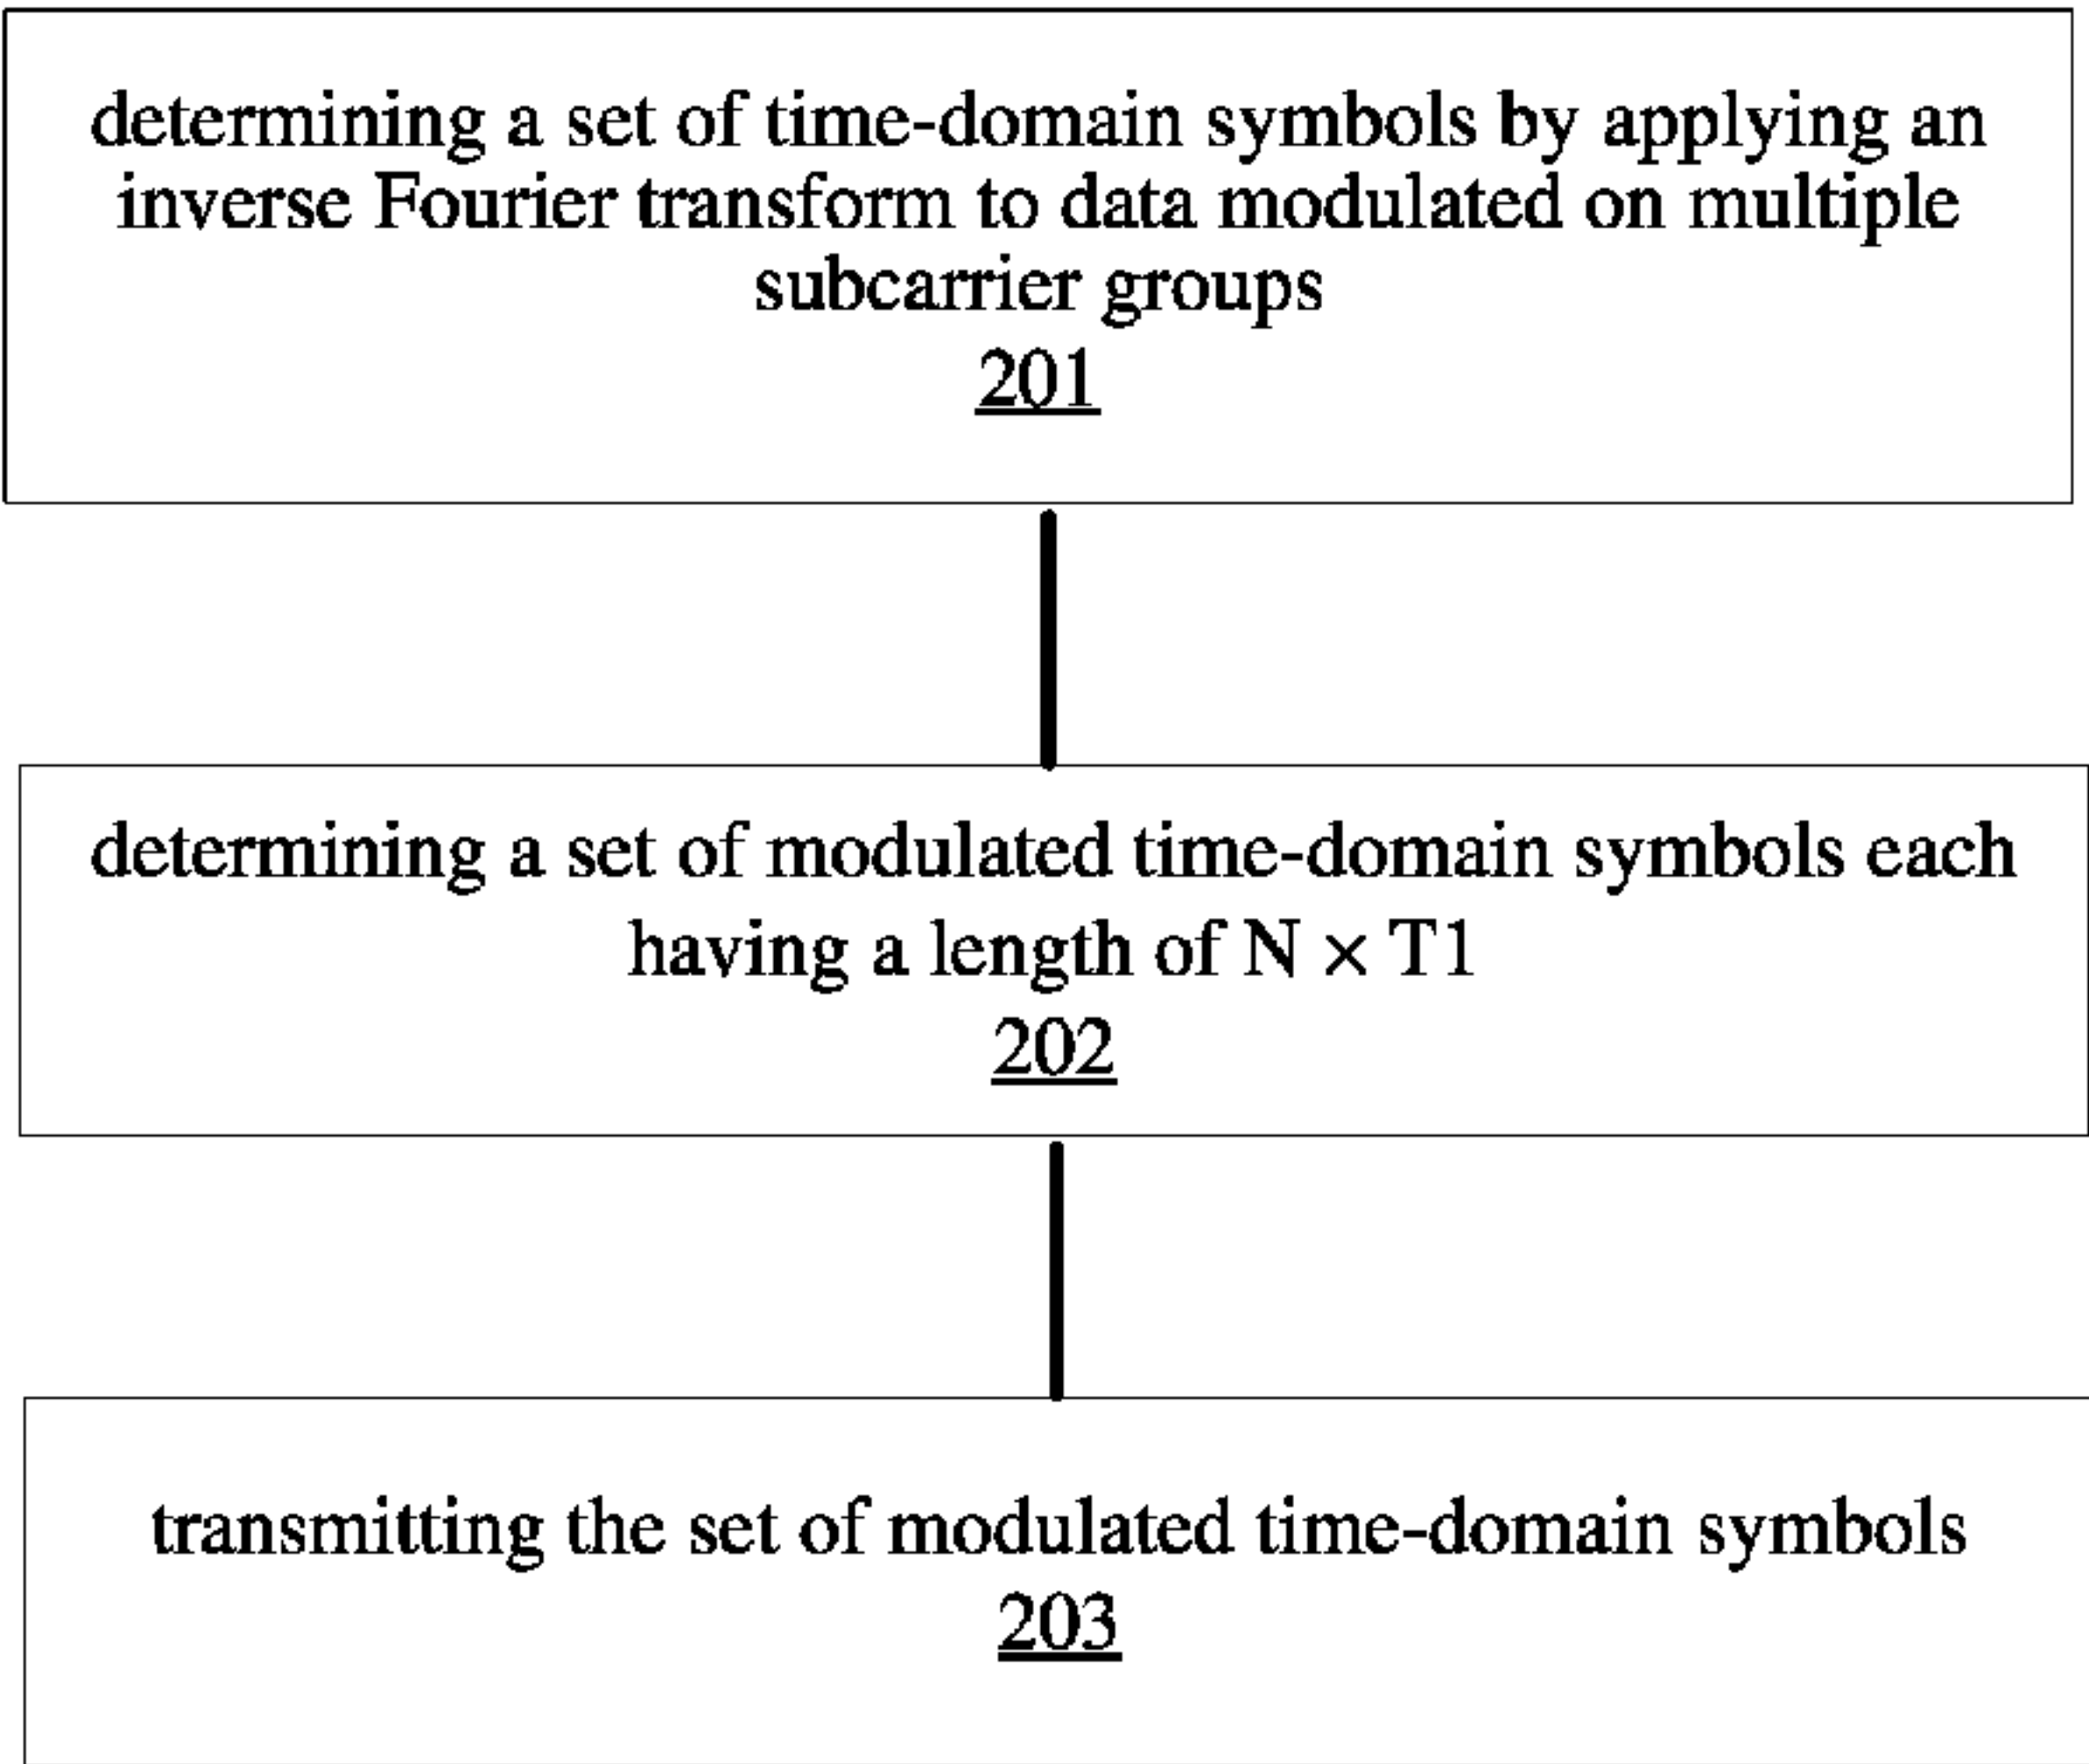 determining a set of time-domain symbols by applying an
inverse Fourier transform to data modulated on multiple
subcarrier groups
201
determining a set of modulated time-domain symbols each
having a length of N × T1
202
transmitting the set of modulated time-domain symbols
203